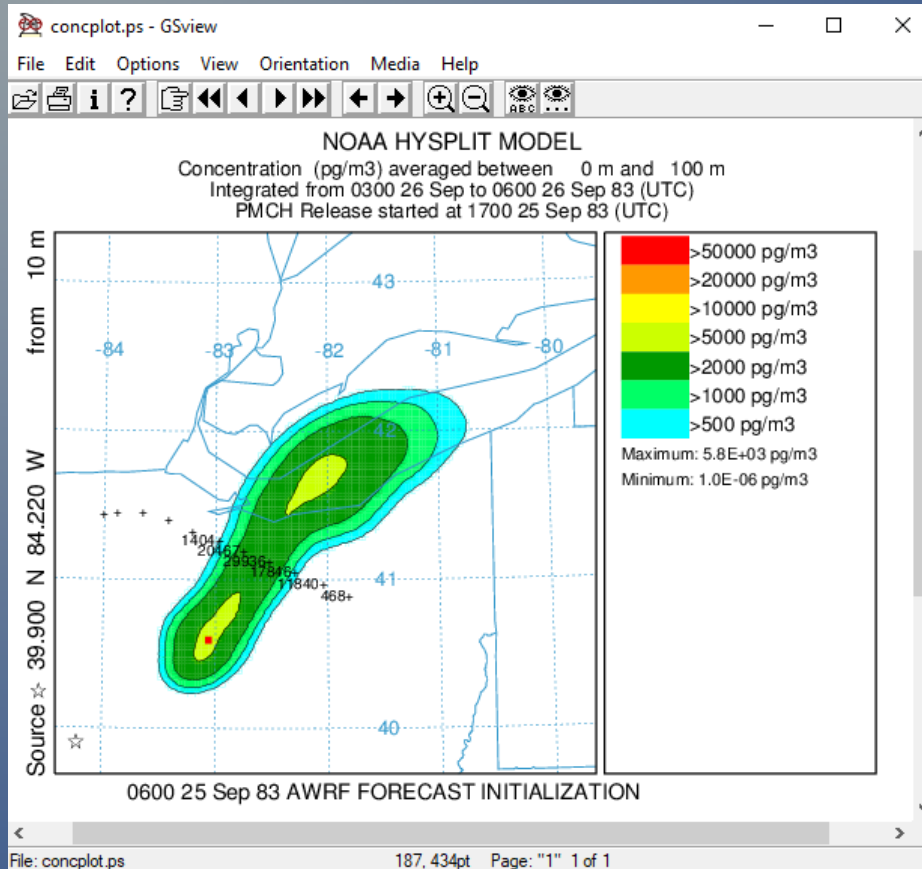 concplot.ps - GSview
File Edit Options View Orientation Media Help
i ? ABC
NOAA HYSPLIT MODEL
Concentration (pg/m3) averaged between 0 m and 100 m
Integrated from 0300 26 Sep to 0600 26 Sep 83 (UTC)
PMCH Release started at 1700 25 Sep 83 (UTC)
Source ☆ 39.900 N 84.220 W from 10 m
43
-84 -83 -82 -81 -80
42
1404+
20467+
29936+
17846+
41
11840+
468+
40
>50000 pg/m3
>20000 pg/m3
>10000 pg/m3
>5000 pg/m3
>2000 pg/m3
>1000 pg/m3
>500 pg/m3
Maximum: 5.8E+03 pg/m3
Minimum: 1.0E-06 pg/m3
0600 25 Sep 83 AWRF FORECAST INITIALIZATION
File: concplot.ps 187, 434pt Page: "1" 1 of 1